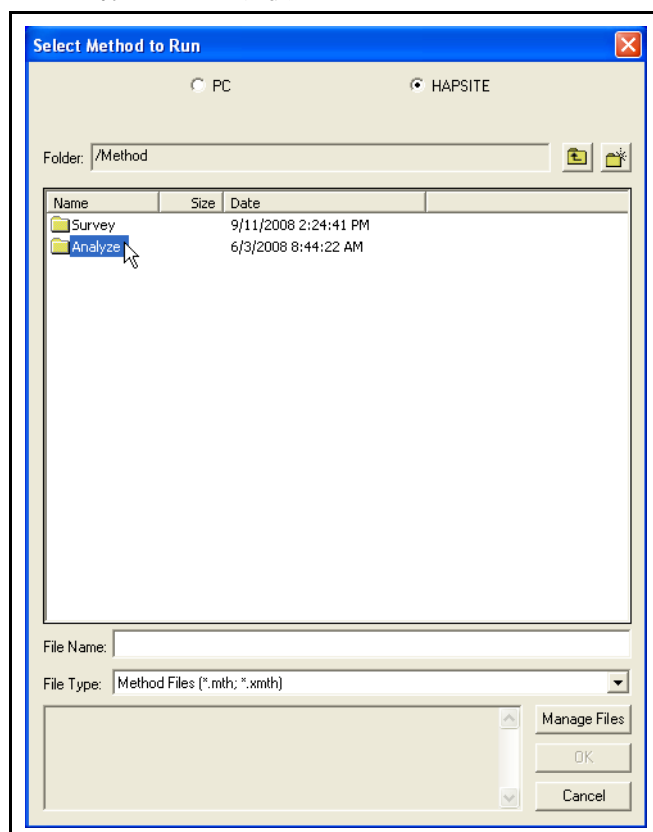 Select Method to Run
PC HAPSITE
Folder: /Method
Name Size Date
Survey 9/11/2008 2:24:41 PM
Analyze 6/3/2008 8:44:22 AM
File Name:
File Type: Method Files (*.mth; *.xmth)
Manage Files
OK
Cancel